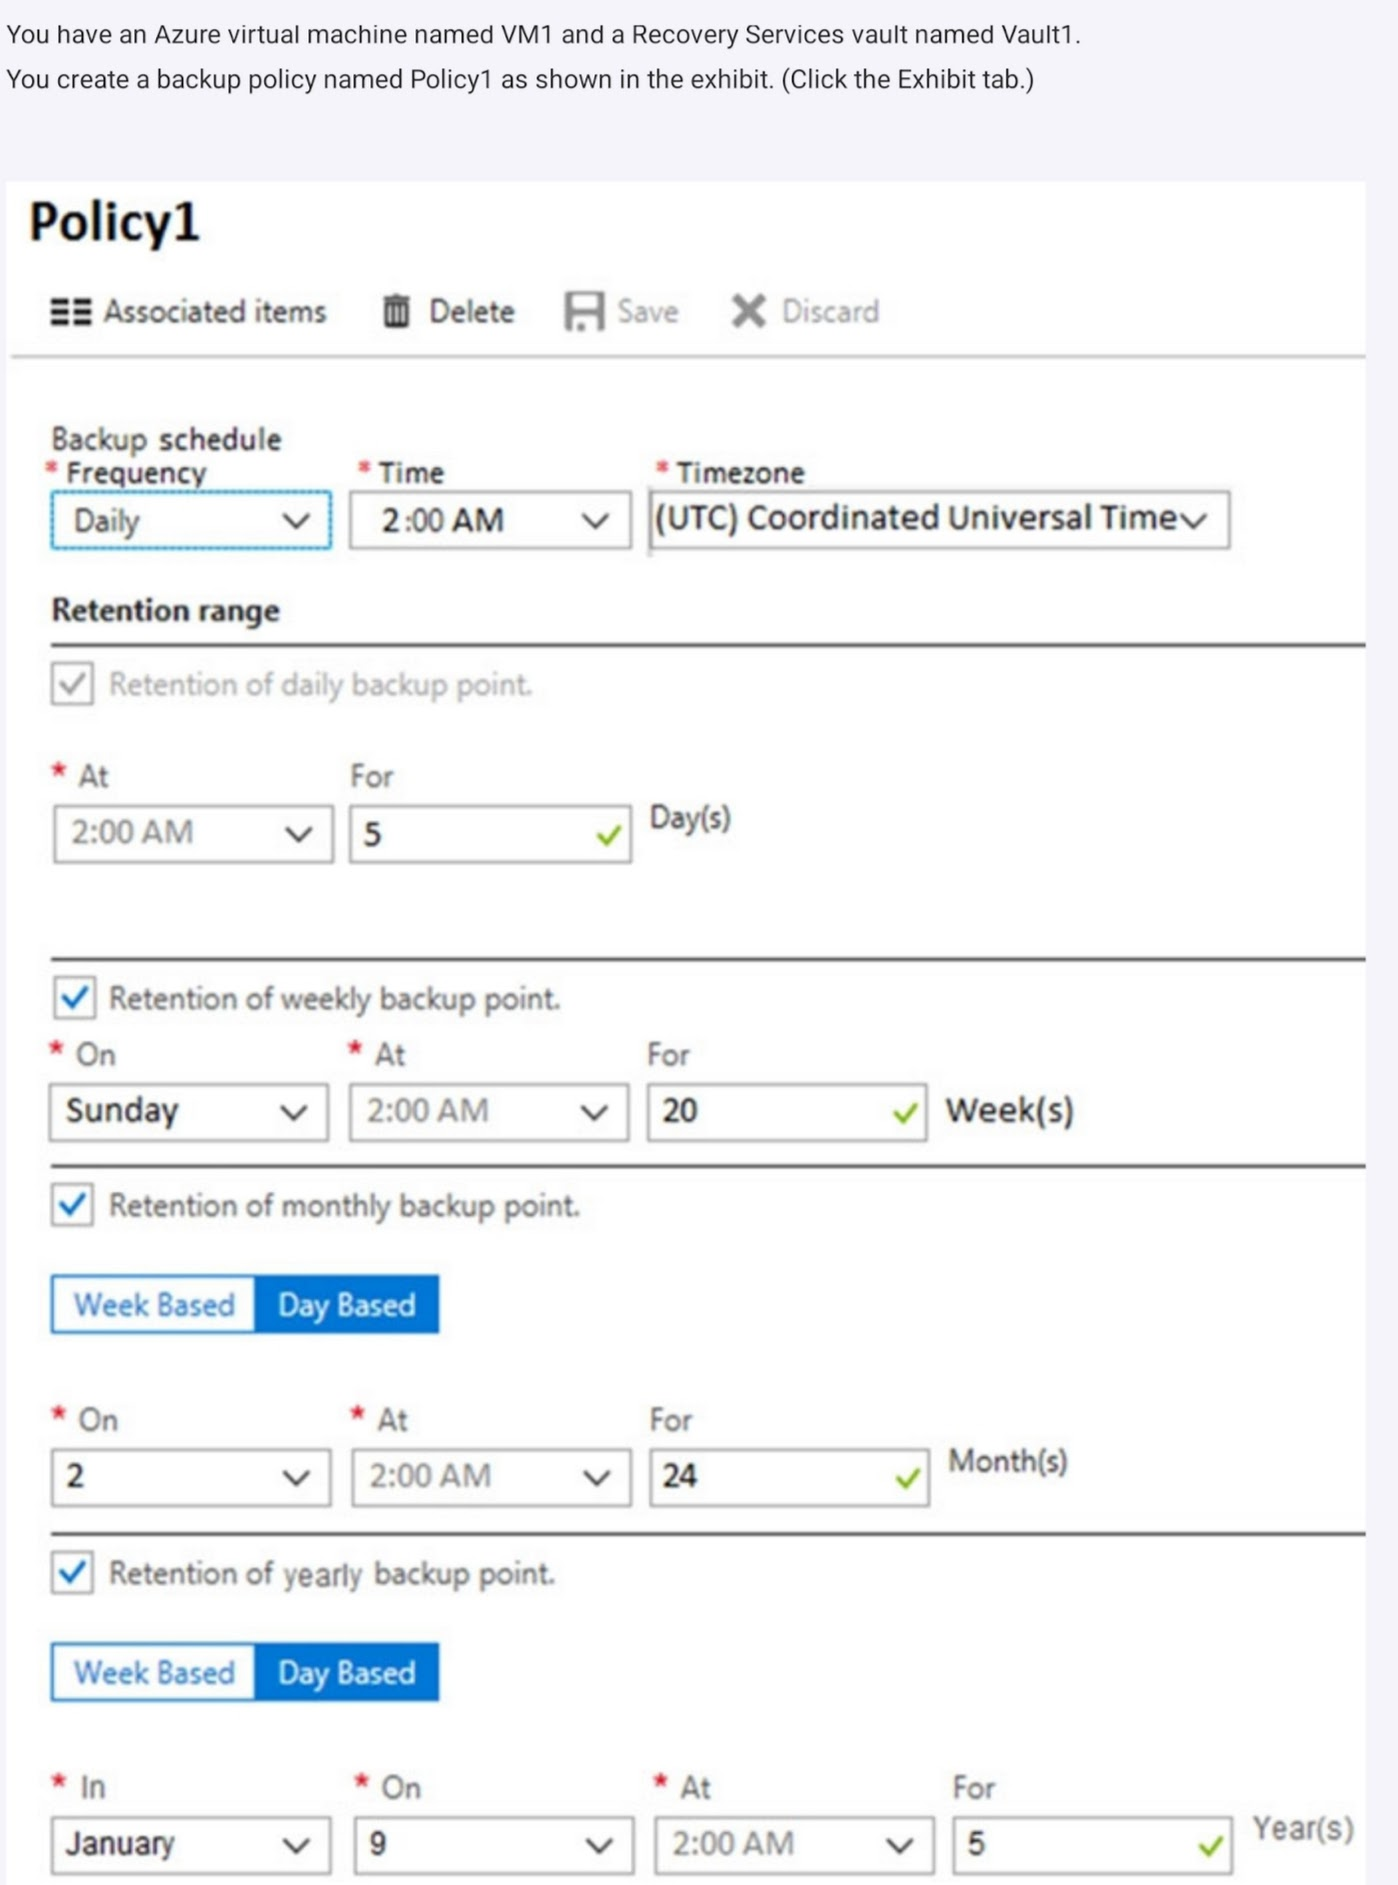 You have an Azure virtual machine named VM1 and a Recovery Services vault named Vault1.
You create a backup policy named Policy1 as shown in the exhibit. (Click the Exhibit tab.)
Policy1
Associated items Delete Save Discard
Backup schedule
* Frequency * Time * Timezone
Daily 2:00 AM (UTC) Coordinated Universal Time
Retention range
Retention of daily backup point.
* At For
2:00 AM 5 Day(s)
Retention of weekly backup point.
* On * At For
Sunday 2:00 AM 20 Week(s)
Retention of monthly backup point.
Week Based Day Based
* On * At For
2 2:00 AM 24 Month(s)
Retention of yearly backup point.
Week Based Day Based
* In * On * At For
January 9 2:00 AM 5 Year(s)